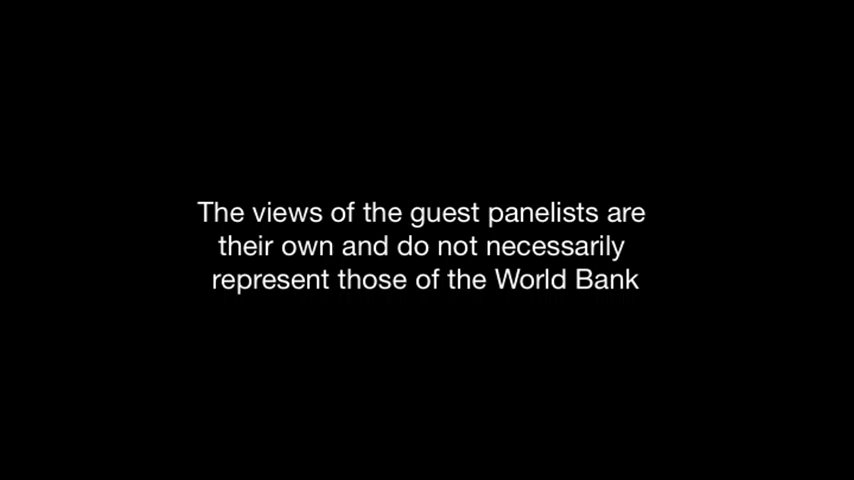 The views of the guest panelists are
their own and do not necessarily
represent those of the World Bank